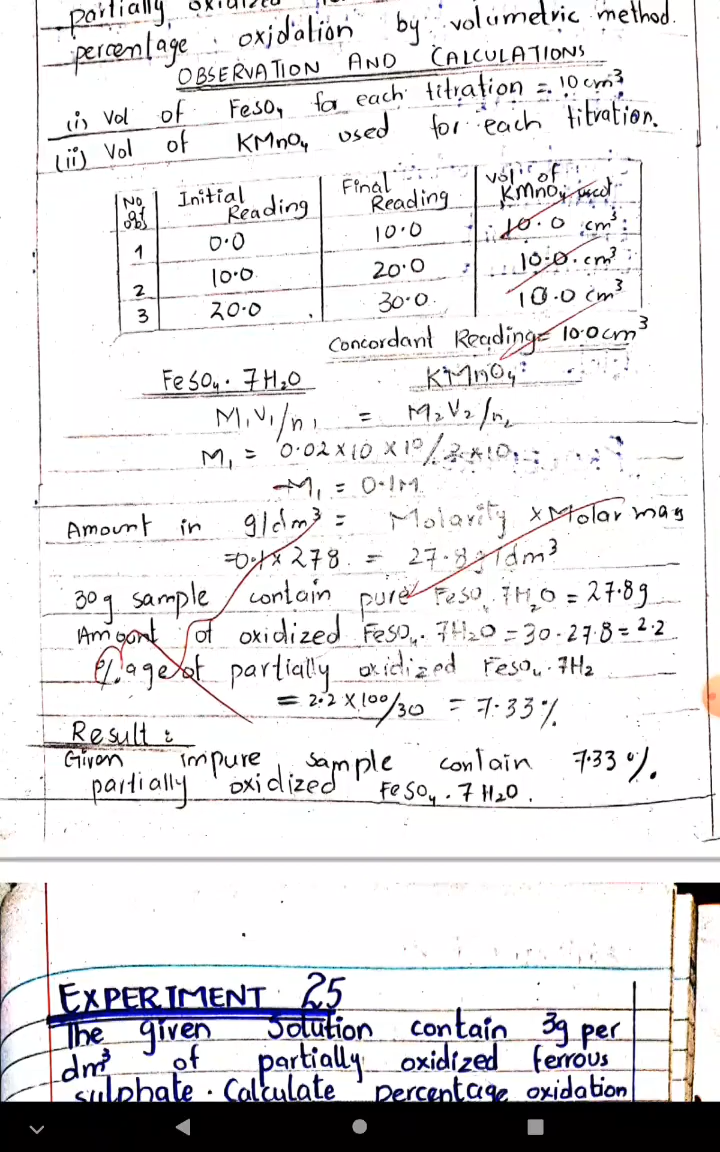 partially oxidized
percentage oxidation by volumetric method.
OBSERVATION AND CALCULATIONS
(i) Vol of FeSO₄ for each titration = 10 cm³
(ii) Vol of KMnO₄ used for each titration.
No of obs | Initial Reading | Final Reading | Vol of KMnO₄ used
1 | 0.0 | 10.0 | 10.0 cm³
2 | 10.0 | 20.0 | 10.0 cm³
3 | 20.0 | 30.0 | 10.0 cm³
Concordant Reading = 10.0 cm³
FeSO₄.7H₂O KMnO₄
M₁V₁/n₁ = M₂V₂/n₂
M₁ = 0.02 x 10 x 10/2 x 10
M₁ = 0.1M
Amount in g/dm³ = Molarity x Molar mass
= 0.1 x 278 = 27.8g/dm³
30g sample contain pure FeSO₄.7H₂O = 27.8g
Amount of oxidized FeSO₄.7H₂O = 30-27.8 = 2.2
%age of partially oxidized FeSO₄.7H₂
= 2.2 x 100/30 = 7.33%
Result :
Given impure sample contain 7.33%
partially oxidized FeSO₄.7H₂O.
EXPERIMENT 25
The given Solution contain 3g per
dm³ of partially oxidized ferrous
sulphate. Calculate percentage oxidation